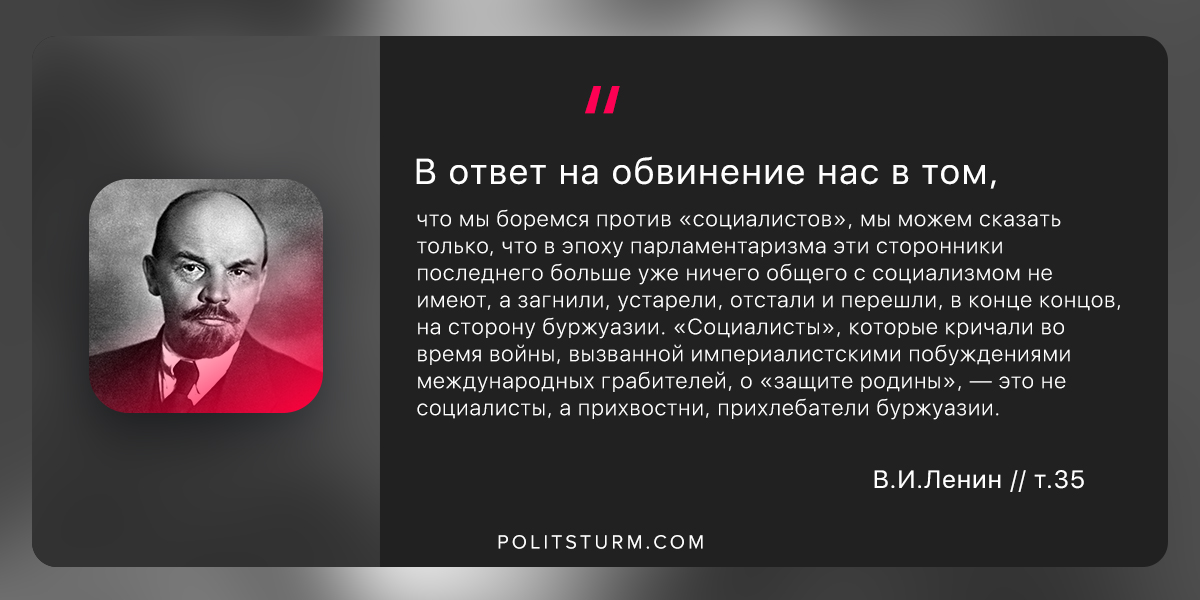 В ответ на обвинение нас в том,
что мы боремся против «социалистов», мы можем сказать
только, что в эпоху парламентаризма эти сторонники
последнего больше уже ничего общего с социализмом не
имеют, а загнили, устарели, отстали и перешли, в конце концов,
на сторону буржуазии. «Социалисты», которые кричали во
время войны, вызванной империалистскими побуждениями
международных грабителей, о «защите родины», — это не
социалисты, а прихвостни, прихлебатели буржуазии.
В.И.Ленин // т.35
POLITSTURM.COM